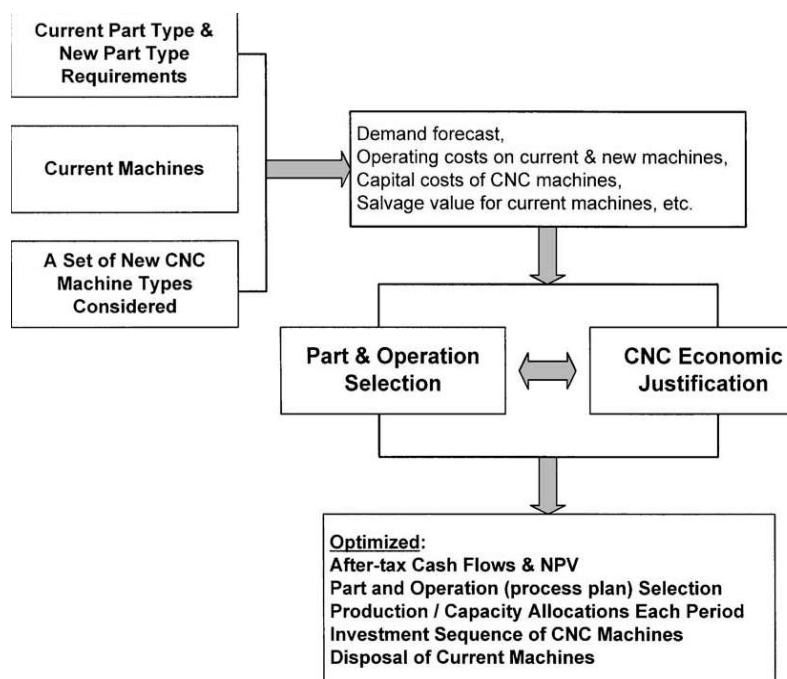 Current Part Type &
New Part Type
Requirements
Current Machines
A Set of New CNC
Machine Types
Considered
Demand forecast,
Operating costs on current & new machines,
Capital costs of CNC machines,
Salvage value for current machines, etc.
Part & Operation
Selection
CNC Economic
Justification
Optimized:
After-tax Cash Flows & NPV
Part and Operation (process plan) Selection
Production / Capacity Allocations Each Period
Investment Sequence of CNC Machines
Disposal of Current Machines